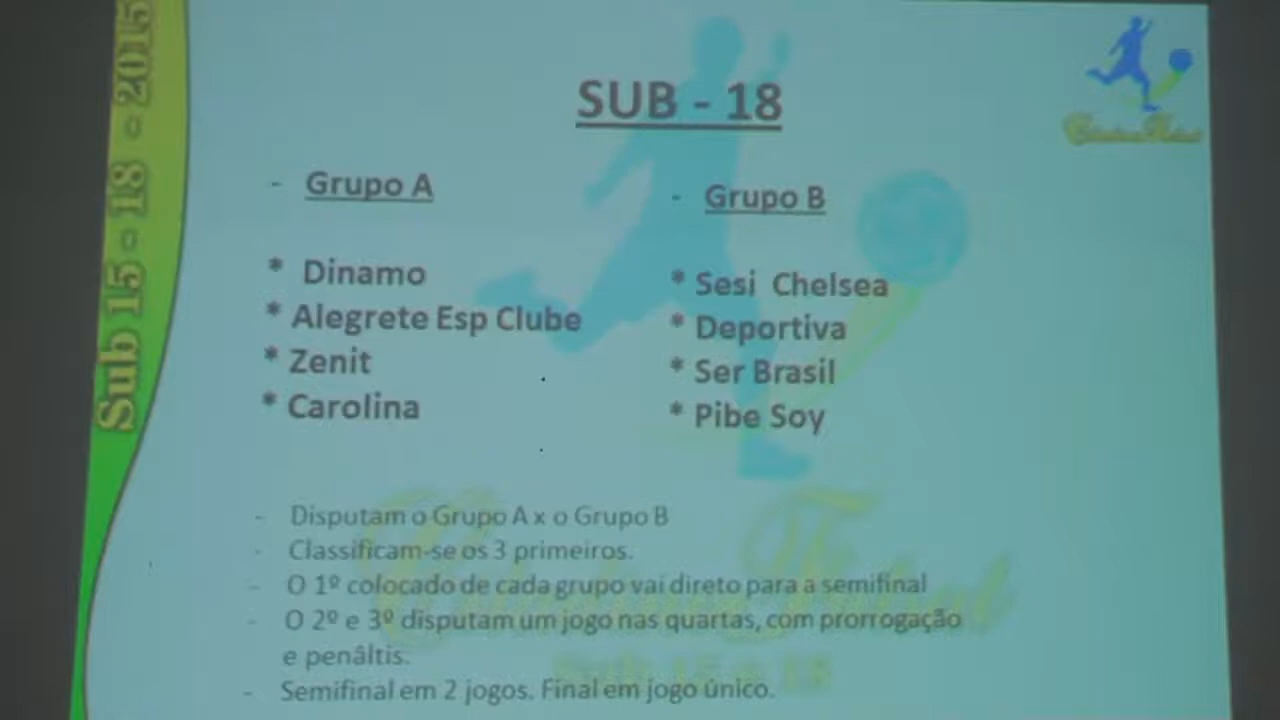 Sub 15 - 18 - 2015
SUB - 18
- Grupo A
* Dinamo
* Alegrete Esp Clube
* Zenit
* Carolina
- Grupo B
* Sesi Chelsea
* Deportiva
* Ser Brasil
* Pibe Soy
- Disputam o Grupo A x o Grupo B
- Classificam-se os 3 primeiros.
- O 1º colocado de cada grupo vai direto para a semifinal
- O 2º e 3º disputam um jogo nas quartas, com prorrogação
e penâltis.
- Semifinal em 2 jogos. Final em jogo único.